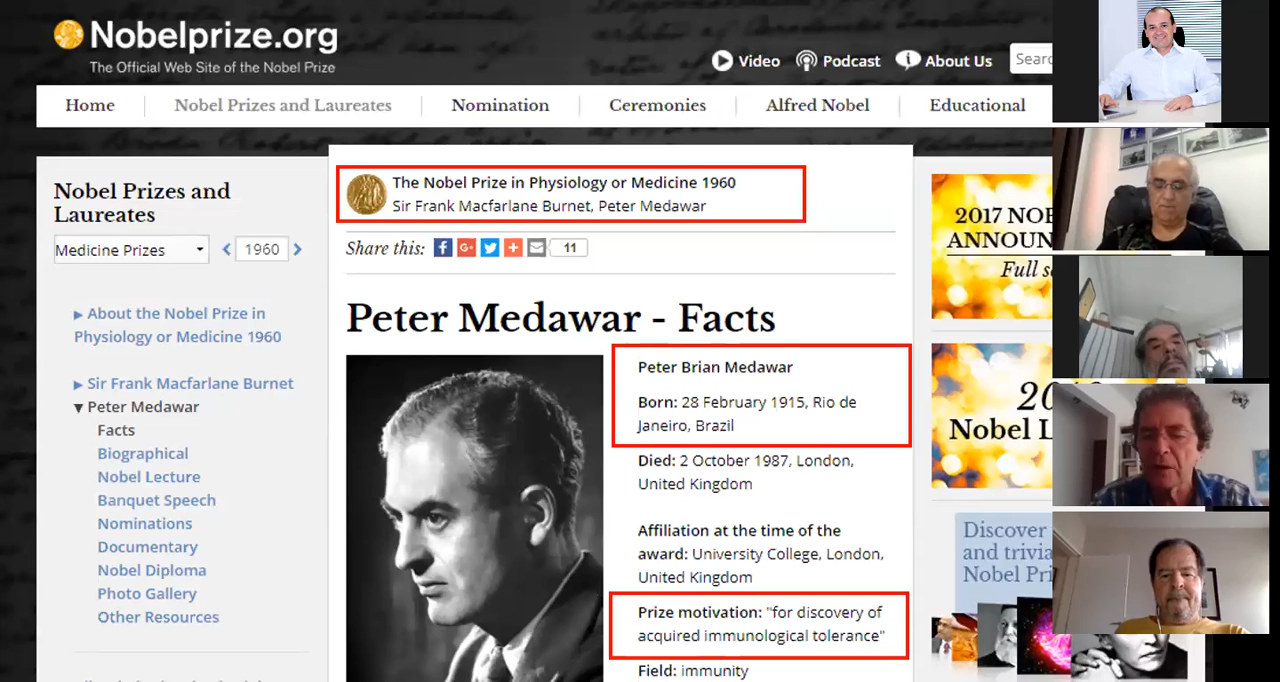 Nobelprize.org
The Official Web Site of the Nobel Prize
Video
Podcast
About Us
Home
Nobel Prizes and Laureates
Nomination
Ceremonies
Alfred Nobel
Educational
Nobel Prizes and
Laureates
Medicine Prizes
1960
▶ About the Nobel Prize in
Physiology or Medicine 1960
▶ Sir Frank Macfarlane Burnet
▼ Peter Medawar
Facts
Biographical
Nobel Lecture
Banquet Speech
Nominations
Documentary
Nobel Diploma
Photo Gallery
Other Resources
The Nobel Prize in Physiology or Medicine 1960
Sir Frank Macfarlane Burnet, Peter Medawar
Share this:
11
Peter Medawar - Facts
Peter Brian Medawar
Born: 28 February 1915, Rio de
Janeiro, Brazil
Died: 2 October 1987, London,
United Kingdom
Affiliation at the time of the
award: University College, London,
United Kingdom
Prize motivation: "for discovery of
acquired immunological tolerance"
Field: immunity
2017
Full
Nobel
Discover
and trivia